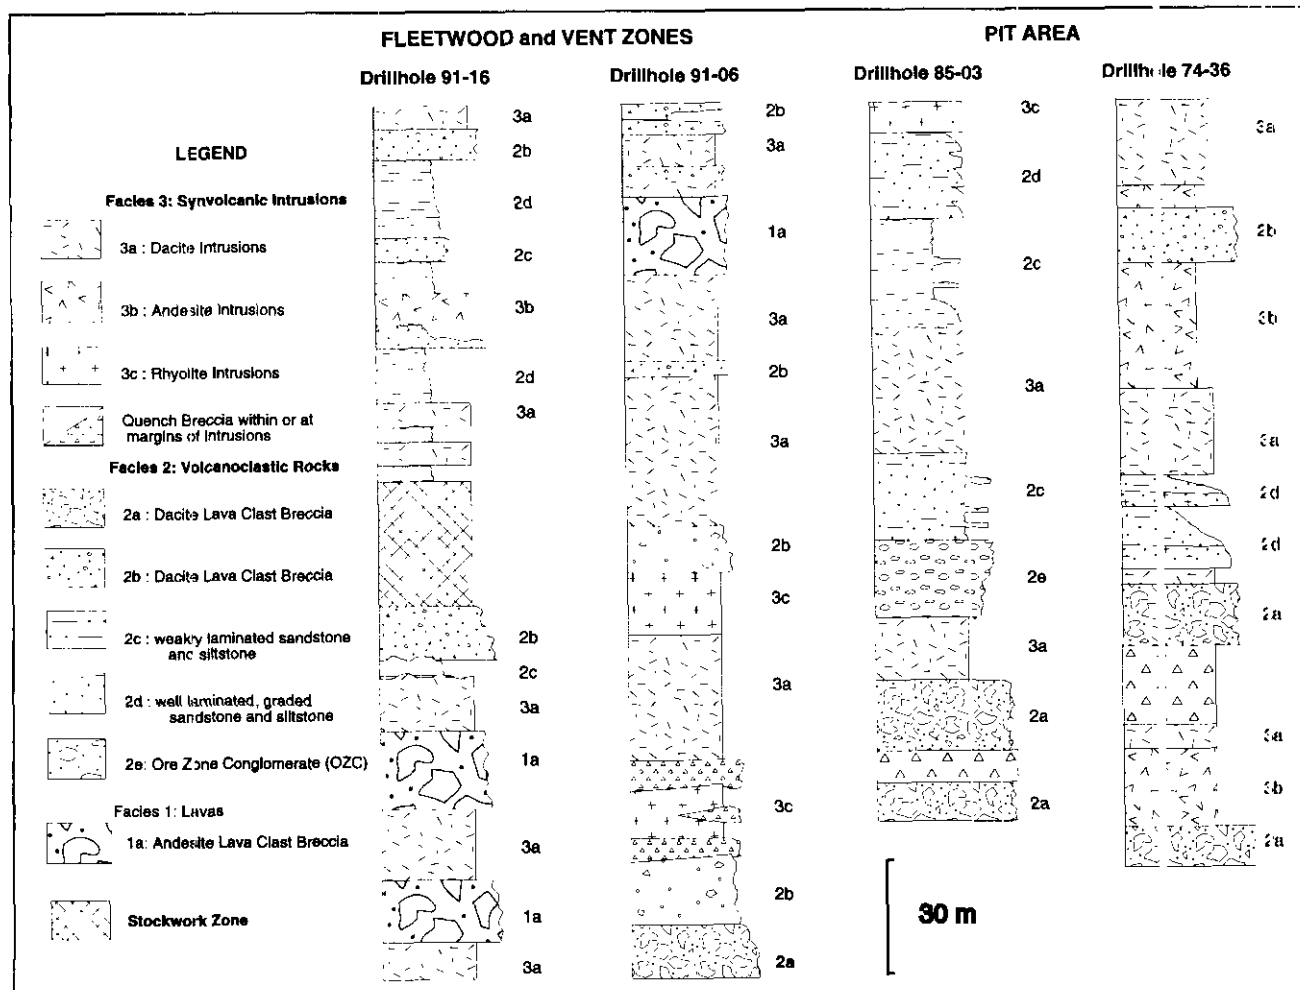 FLEETWOOD and VENT ZONES
PIT AREA
Drillhole 91-16
Drillhole 91-06
Drillhole 85-03
Drillhole 74-36
LEGEND
Facies 3: Synvolcanic Intrusions
3a : Dacite Intrusions
3b : Andesite Intrusions
3c : Rhyolite Intrusions
Quench Breccia within or at
margins of Intrusions
Facies 2: Volcanoclastic Rocks
2a : Dacite Lava Clast Breccia
2b : Dacite Lava Clast Breccia
2c : weakly laminated sandstone
and siltstone
2d : well laminated, graded
sandstone and siltstone
2e: Ore Zone Conglomerate (OZC)
Facies 1: Lavas
1a: Andesite Lava Clast Breccia
Stockwork Zone
3a
2b
2d
2c
3b
2d
3a
2b
2c
3a
1a
3a
1a
3a
2b
3a
1a
3a
2b
3a
2b
3c
3a
3c
2b
2a
3c
2d
2c
3a
2c
2e
3a
2a
2a
3a
2b
3b
3a
2d
2d
2a
3a
3b
2a
30 m